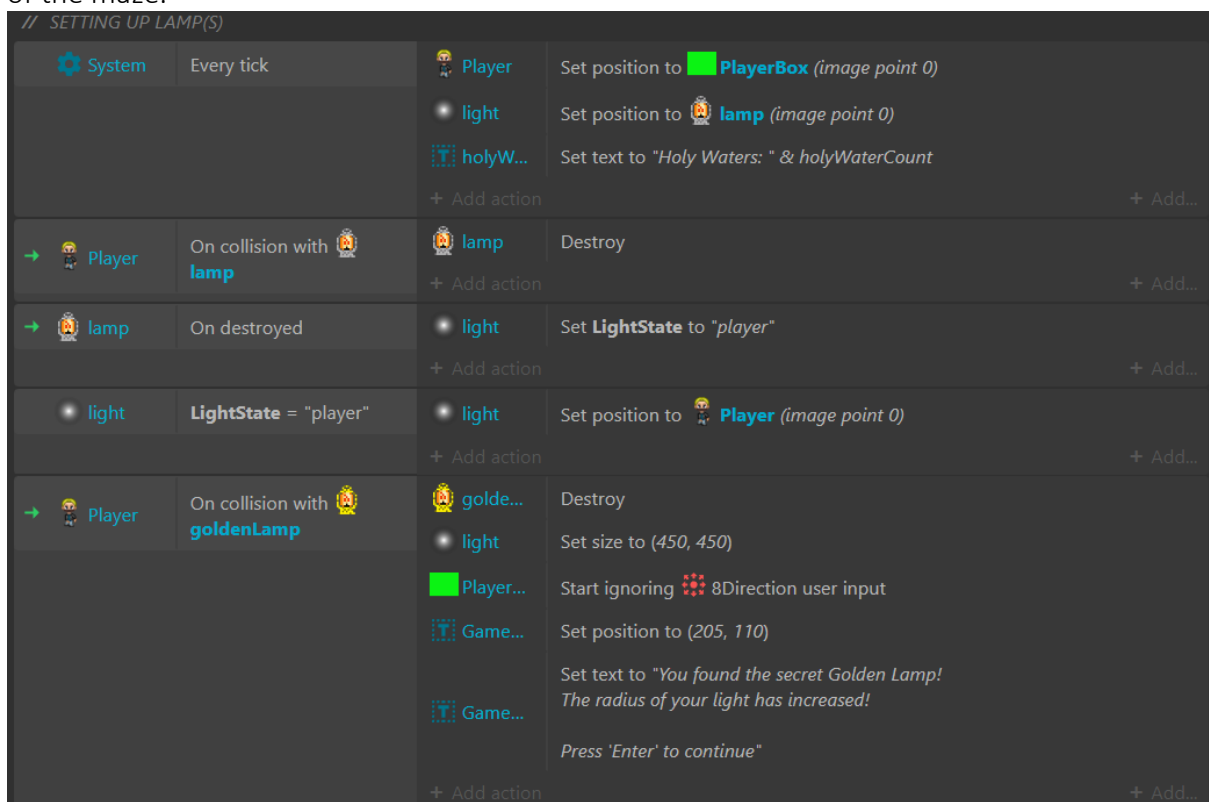 of the maze.
// SETTING UP LAMP(S)
System Every tick Player Set position to PlayerBox (image point 0)
light Set position to lamp (image point 0)
holyW... Set text to "Holy Waters: " & holyWaterCount
+ Add action + Add...
Player On collision with lamp lamp Destroy
+ Add action + Add...
lamp On destroyed light Set LightState to "player"
+ Add action + Add...
light LightState = "player" light Set position to Player (image point 0)
+ Add action + Add...
Player On collision with goldenLamp golde... Destroy
light Set size to (450, 450)
Player... Start ignoring 8Direction user input
Game... Set position to (205, 110)
Game... Set text to "You found the secret Golden Lamp!
The radius of your light has increased!
Press 'Enter' to continue"
+ Add action + Add...